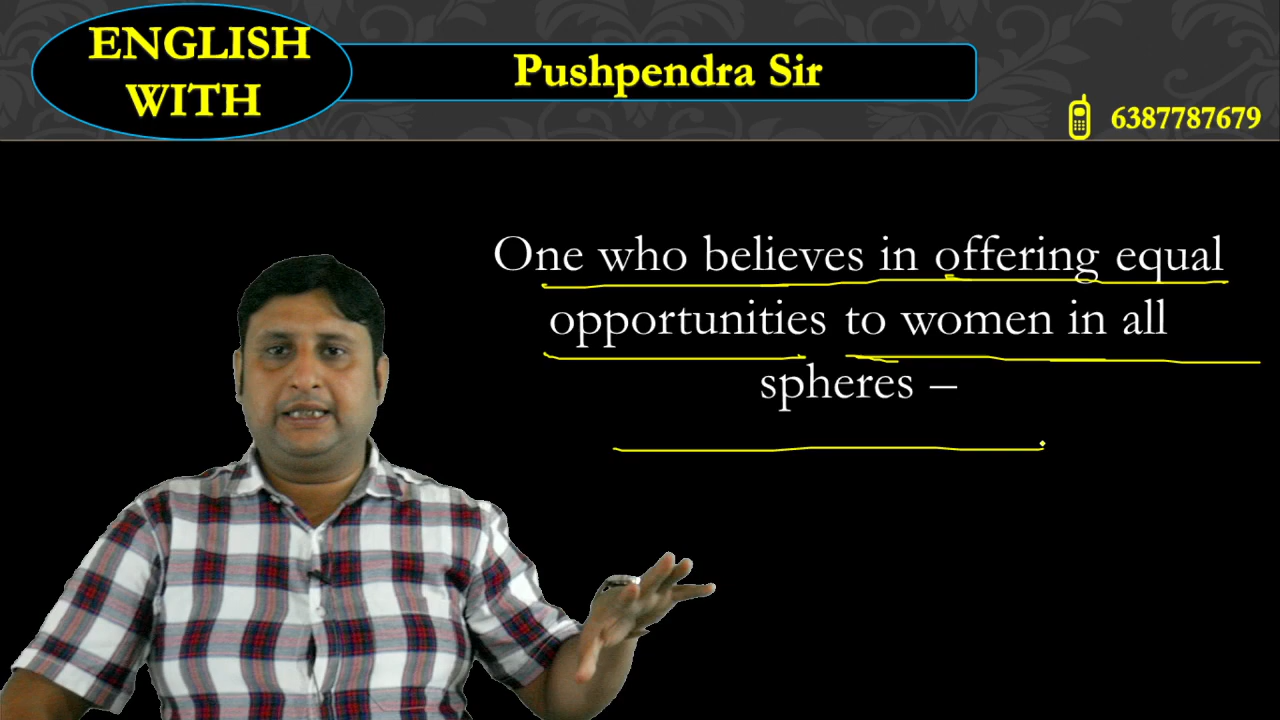 ENGLISH
WITH
Pushpendra Sir
6387787679
One who believes in offering equal
opportunities to women in all
spheres –